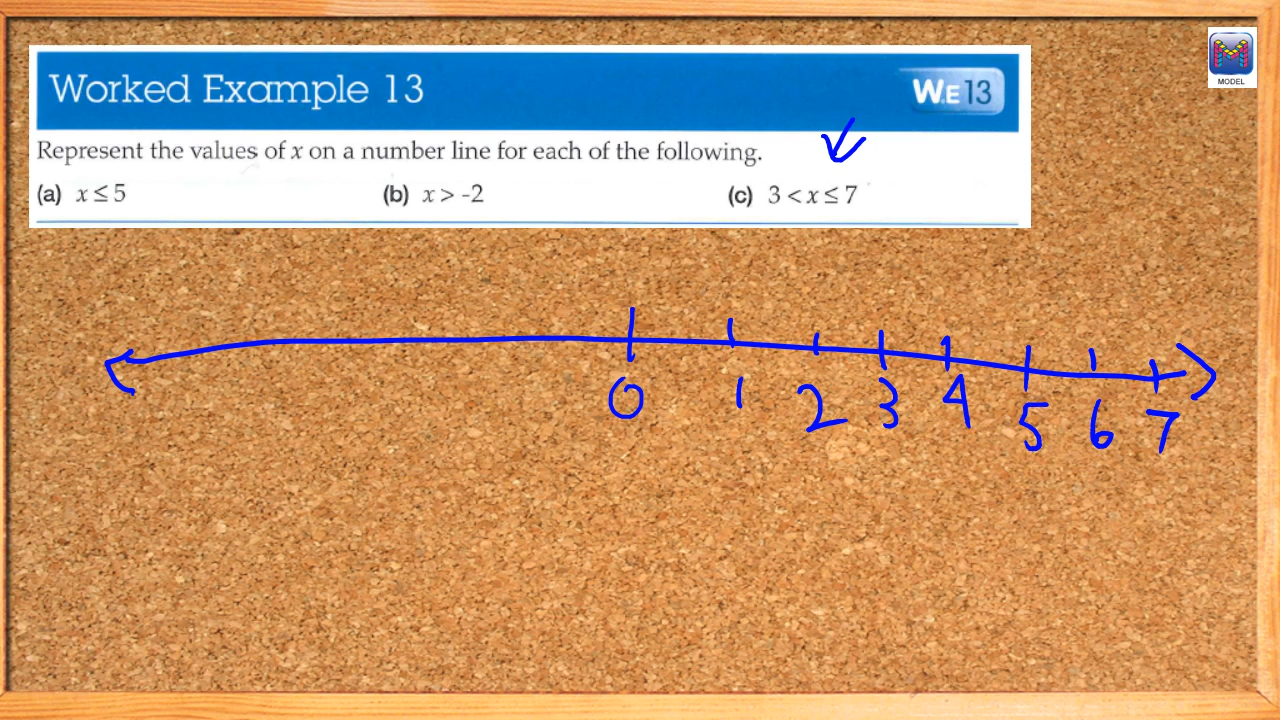 Worked Example 13
W.E 13
MODEL
Represent the values of x on a number line for each of the following.
(a) x ≤ 5 (b) x > -2 (c) 3 < x ≤ 7
0 1 2 3 4 5 6 7